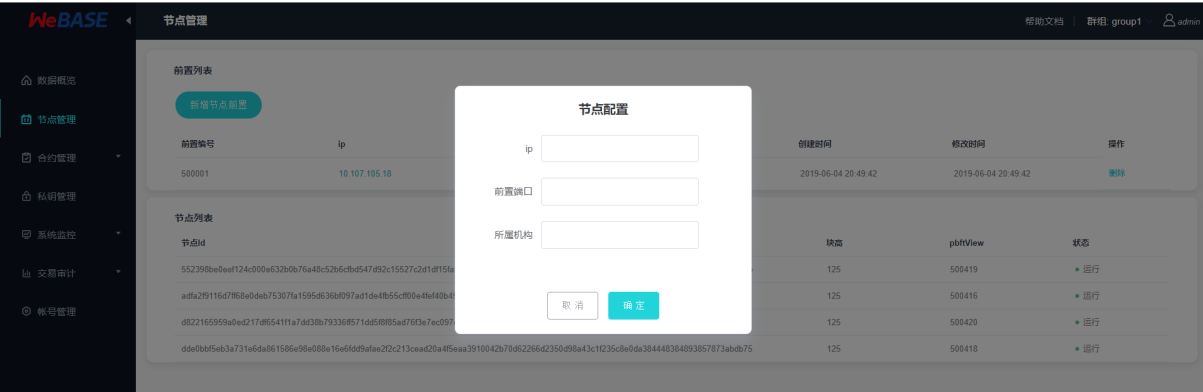 WeBASE
节点管理
帮助文档
群组: group1
admin
数据概览
节点管理
合约管理
私钥管理
系统监控
交易审计
帐号管理
前置列表
新增节点前置
前置编号 ip 创建时间 修改时间 操作
500001 10.107.105.18 2019-06-04 20:49:42 2019-06-04 20:49:42 删除
节点配置
ip
前置端口
所属机构
取消 确定
节点列表
节点Id 块高 pbftView 状态
125 500419 运行
125 500416 运行
125 500420 运行
125 500418 运行